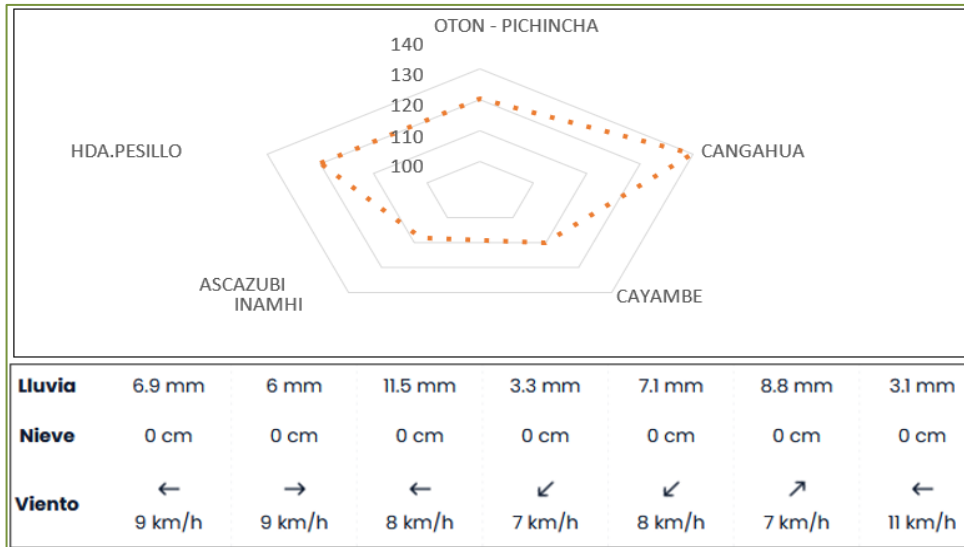 OTON - PICHINCHA
140
130
120
110
100
HDA.PESILLO
CANGAHUA
ASCAZUBI
INAMHI
CAYAMBE
Lluvia 6.9 mm 6 mm 11.5 mm 3.3 mm 7.1 mm 8.8 mm 3.1 mm
Nieve 0 cm 0 cm 0 cm 0 cm 0 cm 0 cm 0 cm
Viento ← → ← ↙ ↙ ↗ ←
9 km/h 9 km/h 8 km/h 7 km/h 8 km/h 7 km/h 11 km/h